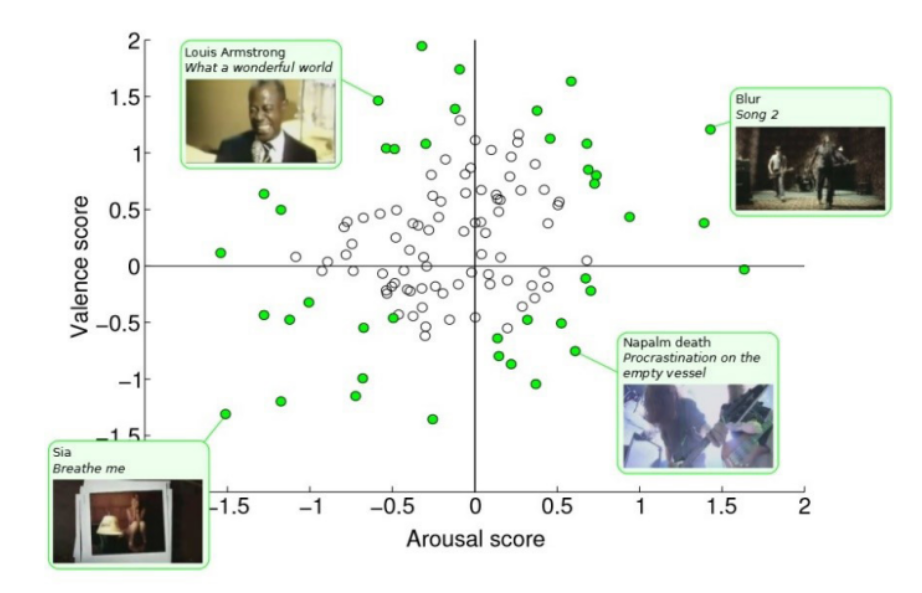 2
Louis Armstrong
What a wonderful world
1.5
Blur
Song 2
1
0.5
Valence score
0
−0.5
Napalm death
Procrastination on the
empty vessel
−1
−1.5
Sia
Breathe me
−1.5 −1 −0.5 0 0.5 1 1.5 2
Arousal score